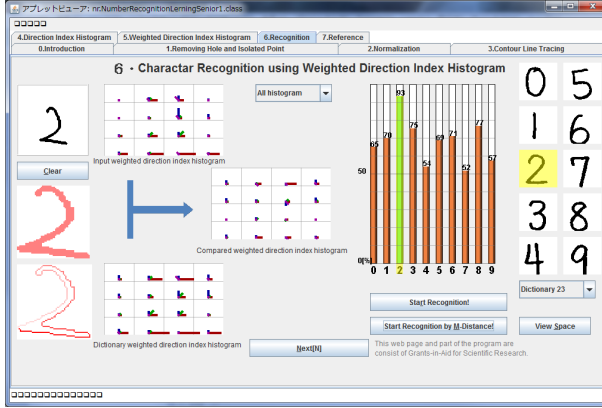 アプレットビューア: nr.NumberRecognitionLerningSenior1.class
4.Direction Index Histogram 5.Weighted Direction Index Histogram 6.Recognition 7.Reference
0.Introduction 1.Removing Hole and Isolated Point 2.Normalization 3.Contour Line Tracing
6・Charactar Recognition using Weighted Direction Index Histogram
2
Clear
Input weighted direction index histogram
All histogram
Compared weighted direction index histogram
2
2
Dictionary weighted direction index histogram
Next[N]
65 70 93 75 54 69 71 52 77 57
50
0[%]
0 1 2 3 4 5 6 7 8 9
Start Recognition!
Start Recognition by M-Distance!
This web page and part of the program are
consist of Grants-in-Aid for Scientific Research.
0 5
1 6
2 7
3 8
4 9
Dictionary 23
View Space